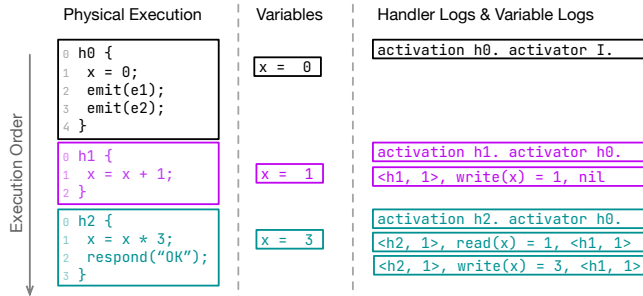 Physical Execution
Variables
Handler Logs & Variable Logs
Execution Order
0 h0 {
1 x = 0;
2 emit(e1);
3 emit(e2);
4 }
x = 0
activation h0. activator I.
0 h1 {
1 x = x + 1;
2 }
x = 1
activation h1. activator h0.
<h1, 1>, write(x) = 1, nil
0 h2 {
1 x = x * 3;
2 respond(“OK”);
3 }
x = 3
activation h2. activator h0.
<h2, 1>, read(x) = 1, <h1, 1>
<h2, 1>, write(x) = 3, <h1, 1>